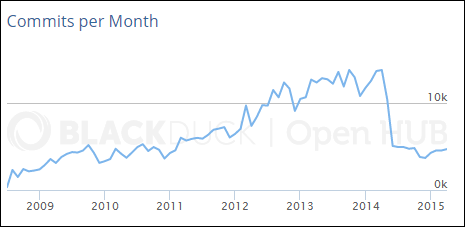 Commits per Month
10k
BLACKDUCK | Open HUB
0k
2009 2010 2011 2012 2013 2014 2015